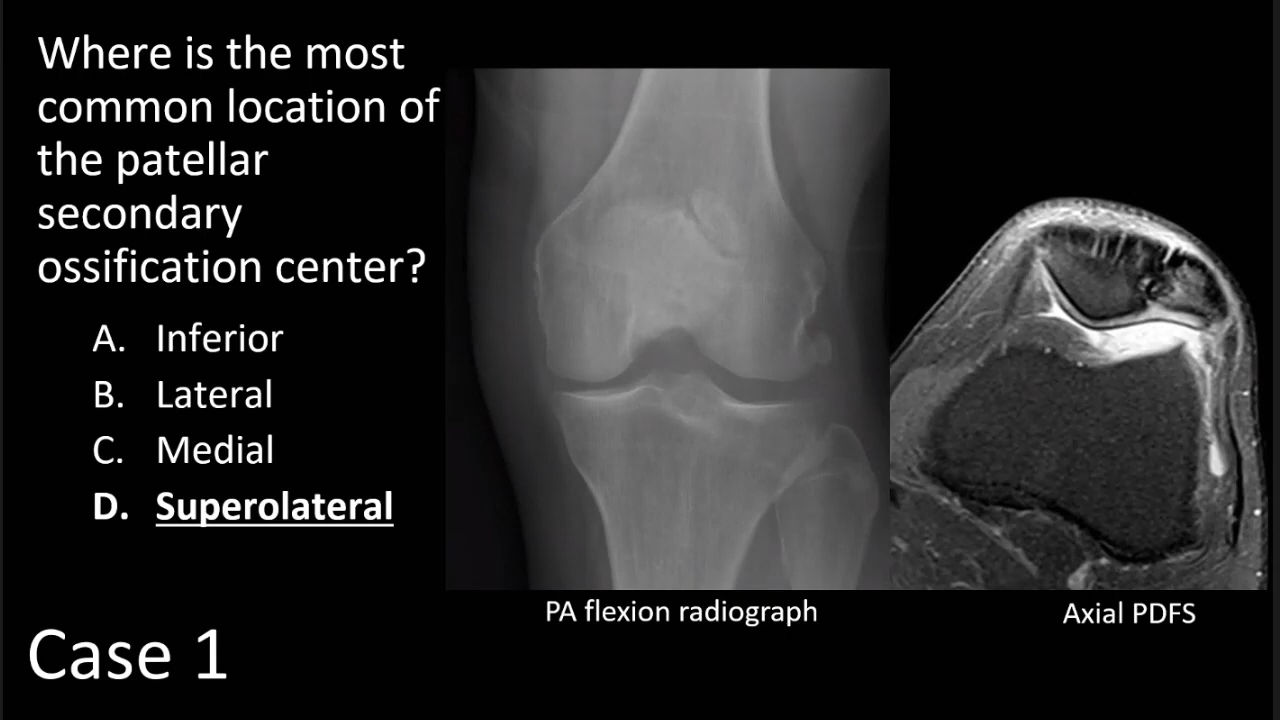 Where is the most
common location of
the patellar
secondary
ossification center?
A. Inferior
B. Lateral
C. Medial
D. Superolateral
PA flexion radiograph
Axial PDFS
Case 1